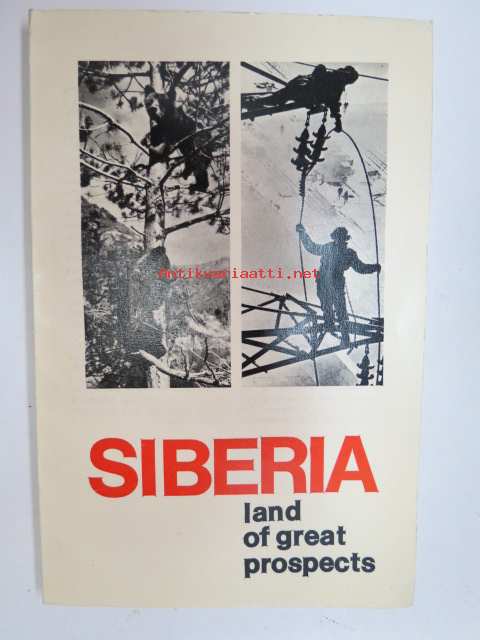 Antikvariaatti.net
SIBERIA
land
of great
prospects